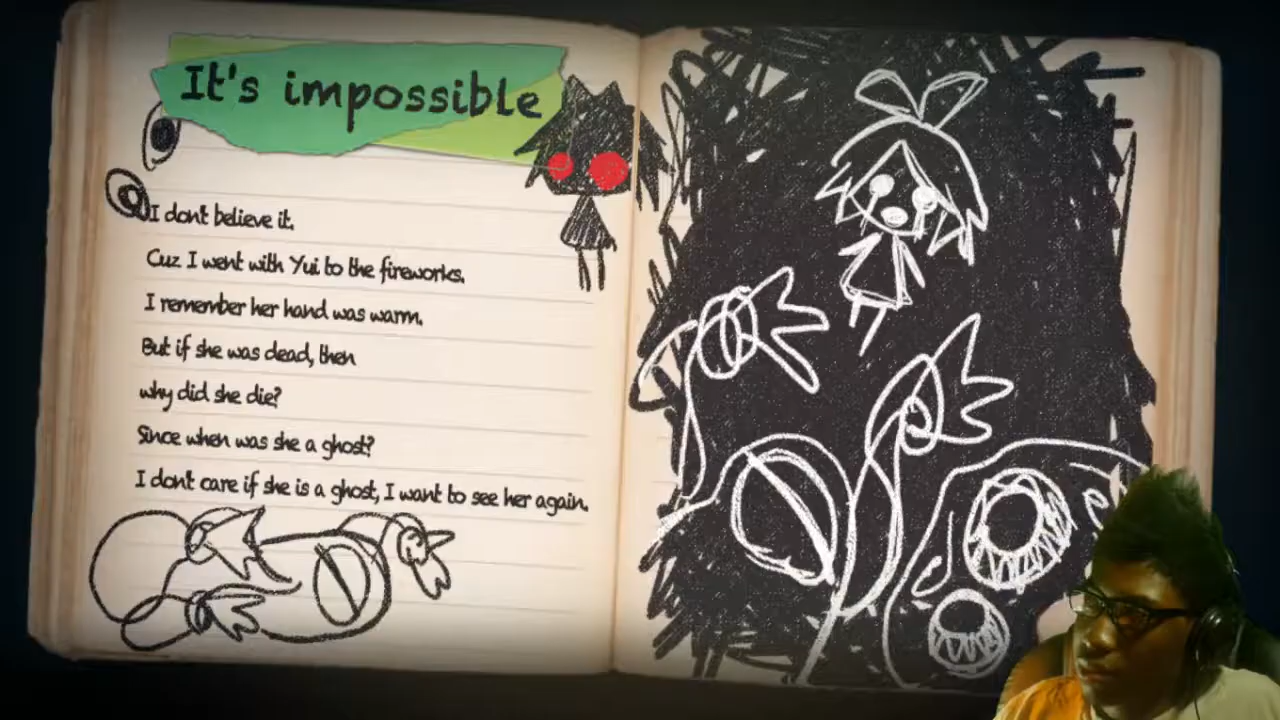 It's impossible
I don't believe it.
Cuz I went with Yui to the fireworks.
I remember her hand was warm.
But if she was dead, then
why did she die?
Since when was she a ghost?
I don't care if she is a ghost, I want to see her again.